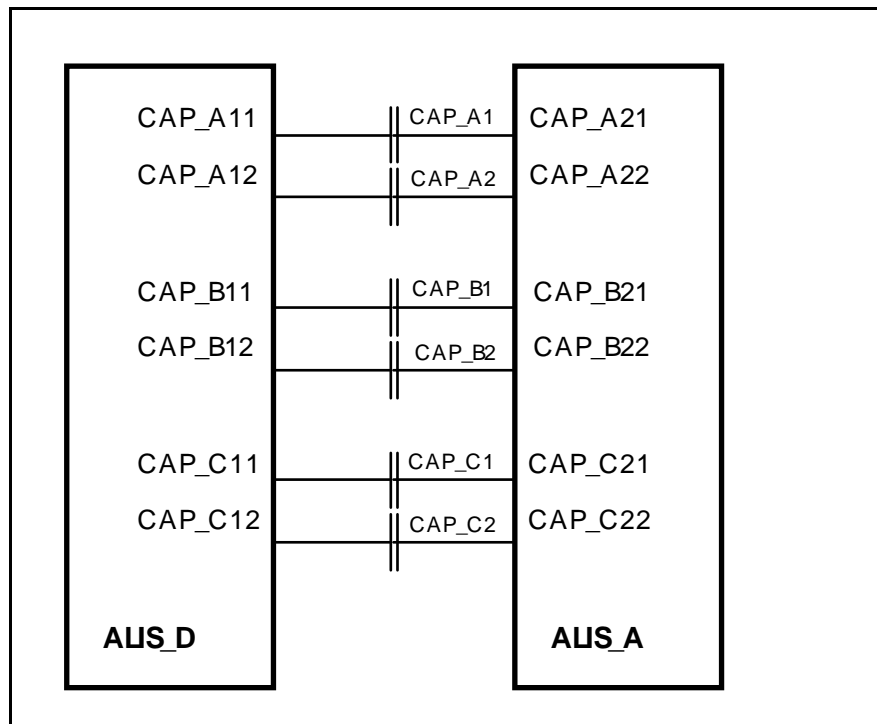 CAP_A11 CAP_A1 CAP_A21
CAP_A12 CAP_A2 CAP_A22
CAP_B11 CAP_B1 CAP_B21
CAP_B12 CAP_B2 CAP_B22
CAP_C11 CAP_C1 CAP_C21
CAP_C12 CAP_C2 CAP_C22
ALIS_D ALIS_A